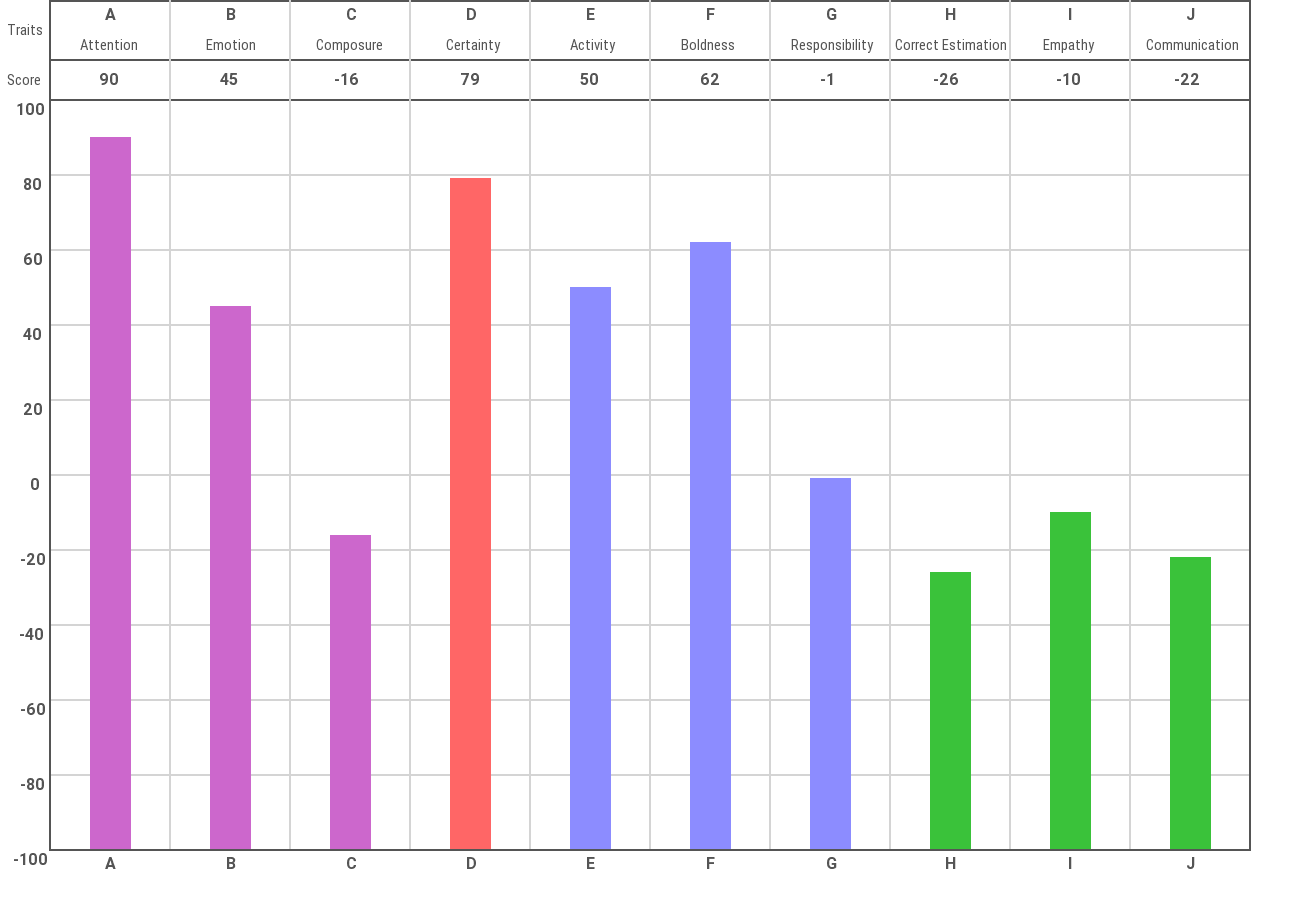 A B C D E F G H I J
Traits
Attention Emotion Composure Certainty Activity Boldness Responsibility Correct Estimation Empathy Communication
Score 90 45 -16 79 50 62 -1 -26 -10 -22
100
80
60
40
20
0
-20
-40
-60
-80
-100
A B C D E F G H I J